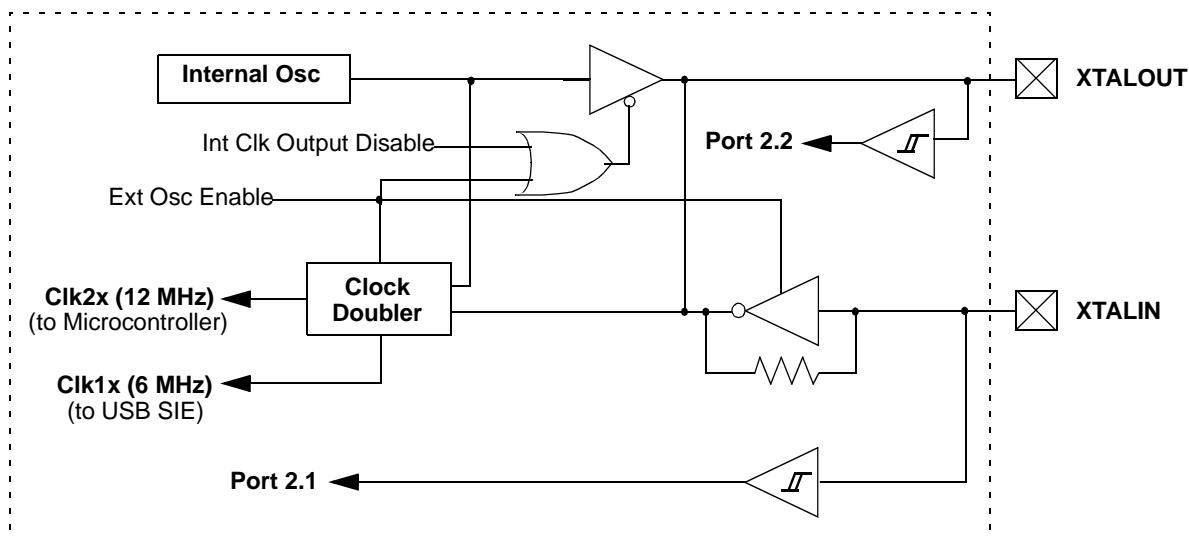 Internal Osc
XTALOUT
Int Clk Output Disable
Port 2.2
Ext Osc Enable
Clock
Doubler
Clk2x (12 MHz)
(to Microcontroller)
XTALIN
Clk1x (6 MHz)
(to USB SIE)
Port 2.1